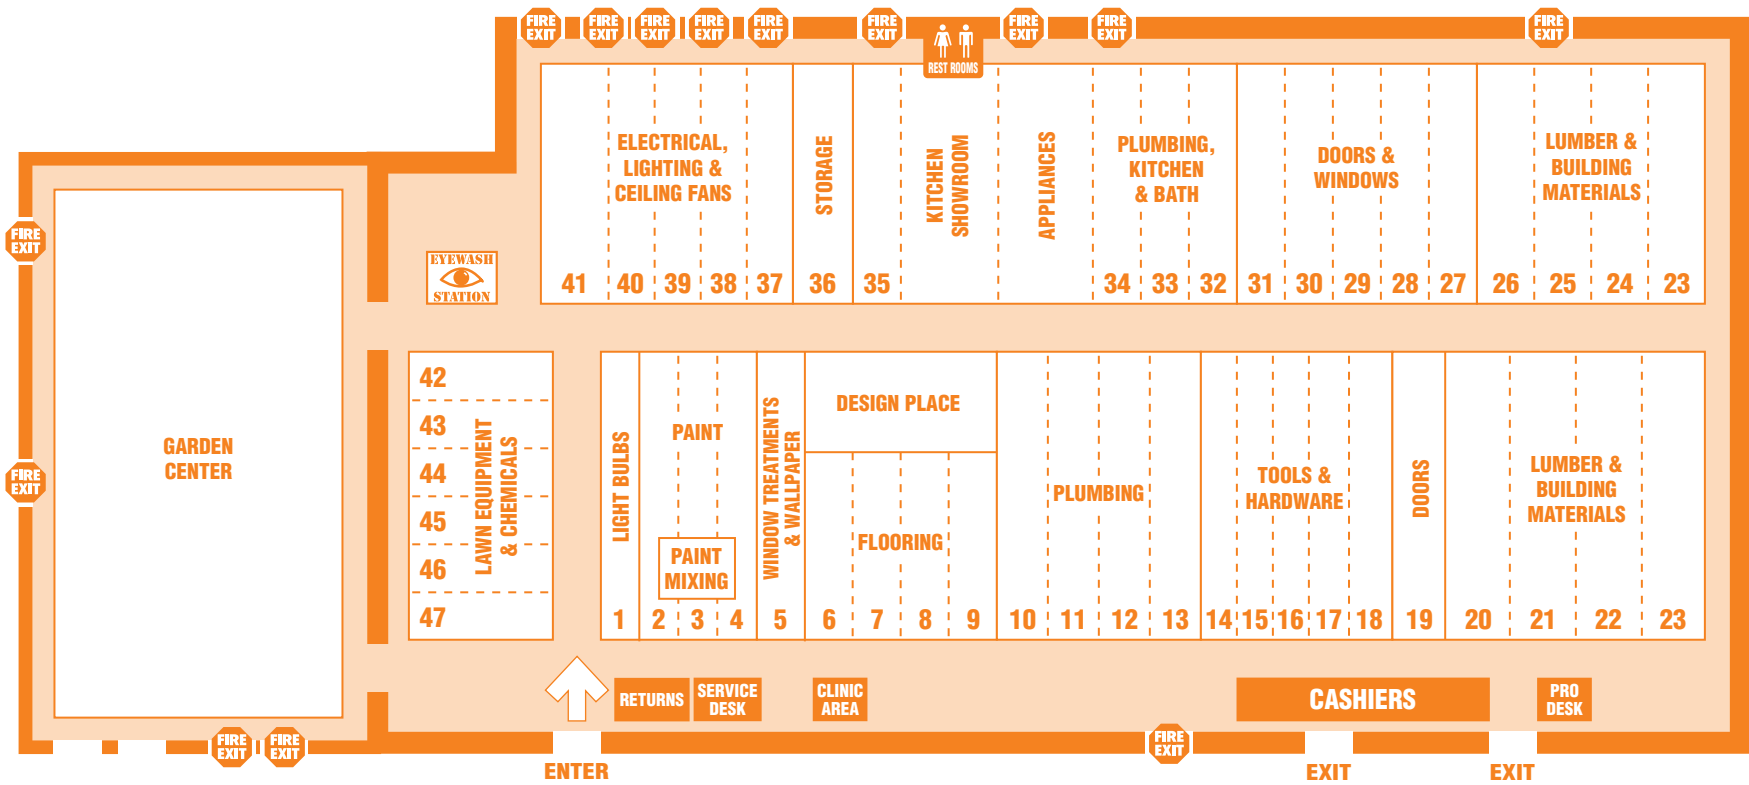 FIRE
EXIT
FIRE
EXIT
FIRE
EXIT
FIRE
EXIT
FIRE
EXIT
FIRE
EXIT
REST ROOMS
FIRE
EXIT
FIRE
EXIT
FIRE
EXIT
ELECTRICAL,
LIGHTING &
CEILING FANS
STORAGE
KITCHEN
SHOWROOM
APPLIANCES
PLUMBING,
KITCHEN
& BATH
DOORS &
WINDOWS
LUMBER &
BUILDING
MATERIALS
41 40 39 38 37 36 35 34 33 32 31 30 29 28 27 26 25 24 23
FIRE
EXIT
EYEWASH
STATION
GARDEN
CENTER
FIRE
EXIT
42
43
44
45
46
47
LAWN EQUIPMENT
& CHEMICALS
LIGHT BULBS
PAINT
PAINT
MIXING
WINDOW TREATMENTS
& WALLPAPER
DESIGN PLACE
FLOORING
PLUMBING
TOOLS &
HARDWARE
DOORS
LUMBER &
BUILDING
MATERIALS
1 2 3 4 5 6 7 8 9 10 11 12 13 14 15 16 17 18 19 20 21 22 23
RETURNS
SERVICE
DESK
CLINIC
AREA
CASHIERS
PRO
DESK
FIRE
EXIT
FIRE
EXIT
FIRE
EXIT
ENTER
EXIT
EXIT